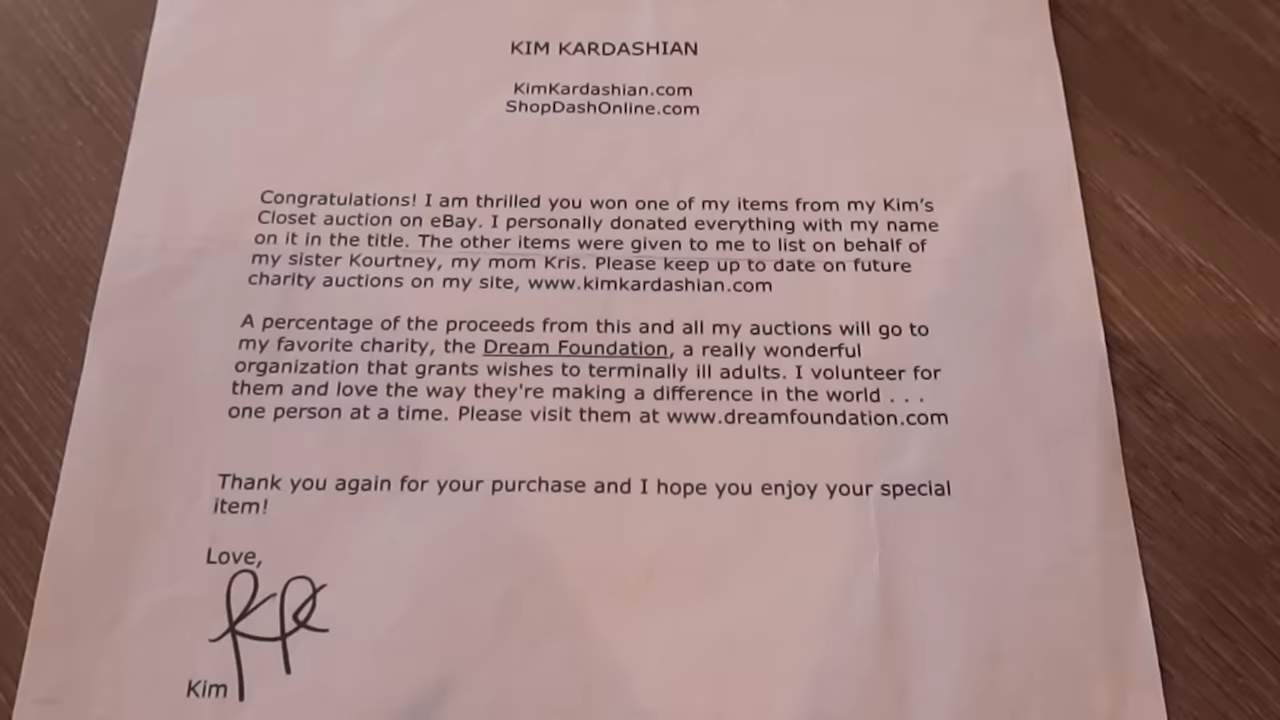 KIM KARDASHIAN
KimKardashian.com
ShopDashOnline.com
Congratulations! I am thrilled you won one of my items from my Kim's
Closet auction on eBay. I personally donated everything with my name
on it in the title. The other items were given to me to list on behalf of
my sister Kourtney, my mom Kris. Please keep up to date on future
charity auctions on my site, www.kimkardashian.com
A percentage of the proceeds from this and all my auctions will go to
my favorite charity, the Dream Foundation, a really wonderful
organization that grants wishes to terminally ill adults. I volunteer for
them and love the way they're making a difference in the world . . .
one person at a time. Please visit them at www.dreamfoundation.com
Thank you again for your purchase and I hope you enjoy your special
item!
Love,
Kim